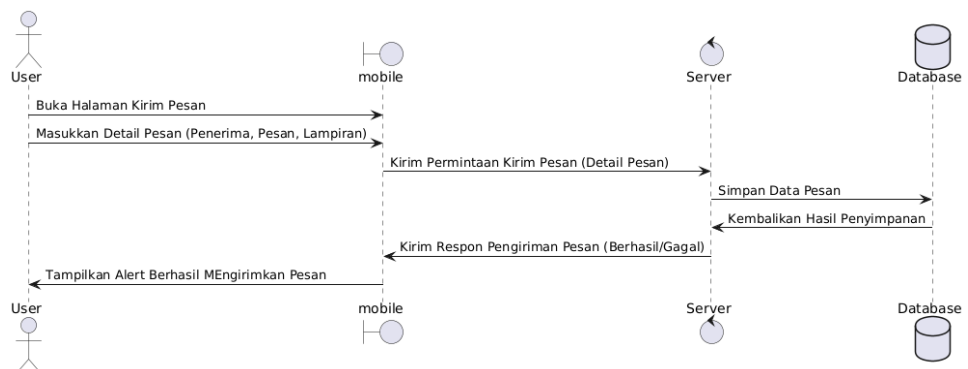 User
mobile
Server
Database
Buka Halaman Kirim Pesan
Masukkan Detail Pesan (Penerima, Pesan, Lampiran)
Kirim Permintaan Kirim Pesan (Detail Pesan)
Simpan Data Pesan
Kembalikan Hasil Penyimpanan
Kirim Respon Pengiriman Pesan (Berhasil/Gagal)
Tampilkan Alert Berhasil MEngirimkan Pesan
User
mobile
Server
Database